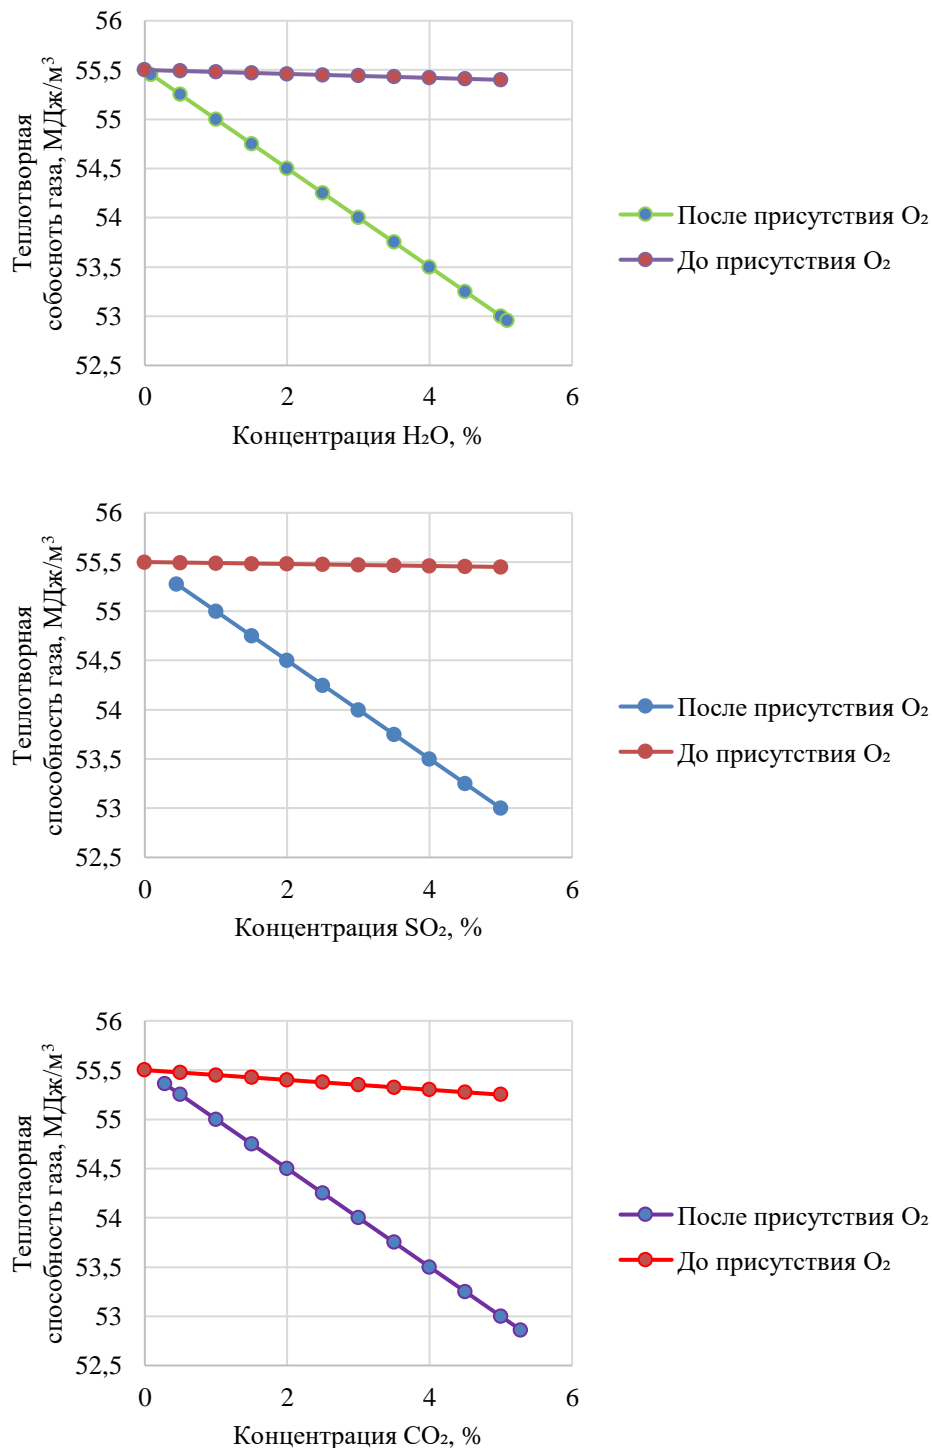 56
55,5
55
54,5
54
53,5
53
52,5
0
2
4
6
Теплотворная
собосноть газа, МДж/м³
Концентрация H₂O, %
После присутствия O₂
До присутствия O₂
56
55,5
55
54,5
54
53,5
53
52,5
0
2
4
6
Теплотворная
способность газа, МДж/м³
Концентрация SO₂, %
После присутствия O₂
До присутствия O₂
56
55,5
55
54,5
54
53,5
53
52,5
0
2
4
6
Теплотаорная
способность газа, МДж/м³
Концентрация CO₂, %
После присутствия O₂
До присутствия O₂